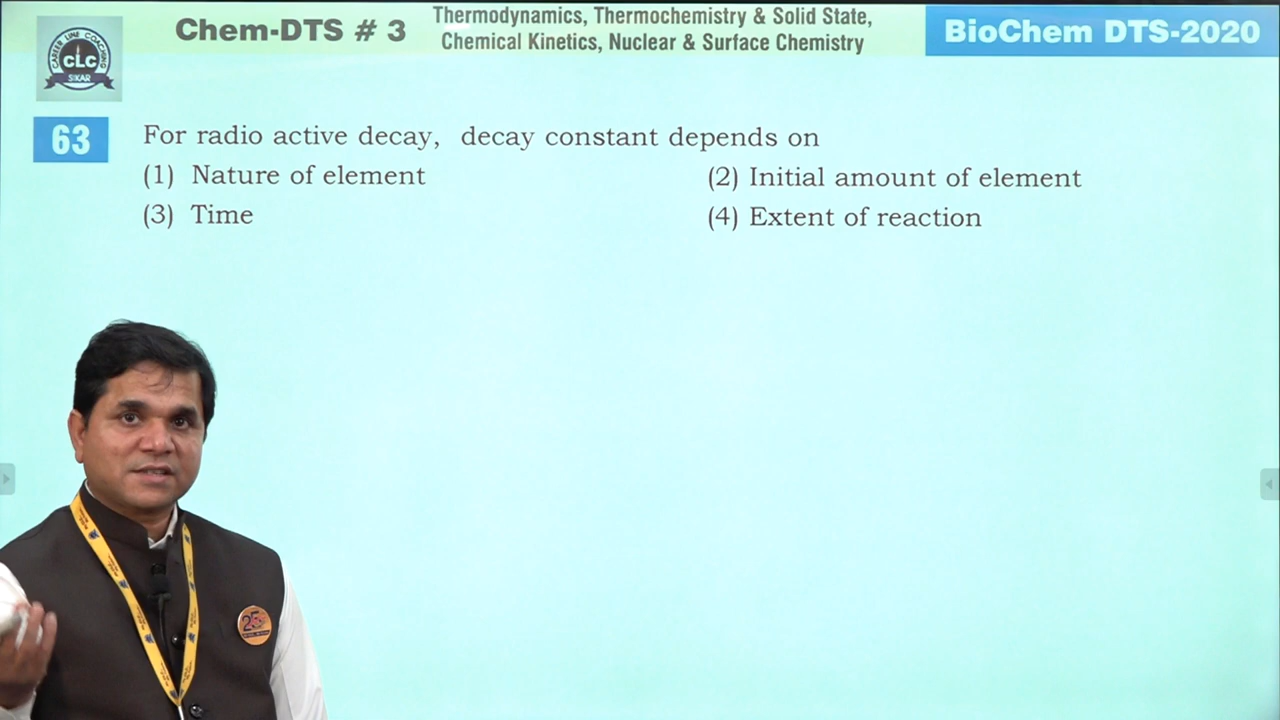 Chem-DTS # 3
Thermodynamics, Thermochemistry & Solid State,
Chemical Kinetics, Nuclear & Surface Chemistry
BioChem DTS-2020
CAREER LINE COACHING
CLC
SIKAR
63 For radio active decay, decay constant depends on
(1) Nature of element (2) Initial amount of element
(3) Time (4) Extent of reaction
25